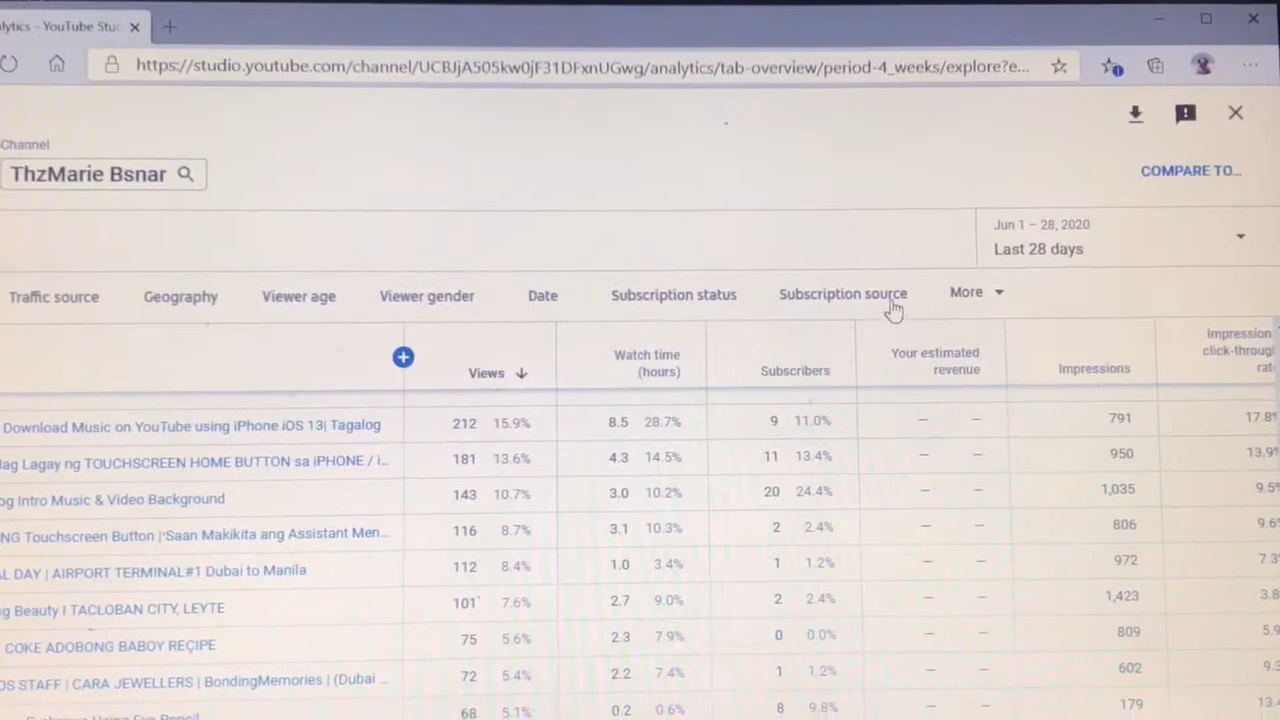 lytics - YouTube Stu
https://studio.youtube.com/channel/UCBJjA505kw0jF31DFxnUGwg/analytics/tab-overview/period-4_weeks/explore?e...
Channel
ThzMarie Bsnar
COMPARE TO...
Jun 1 – 28, 2020
Last 28 days
Traffic source Geography Viewer age Viewer gender Date Subscription status Subscription source More
Views Watch time (hours) Subscribers Your estimated revenue Impressions Impression click-throug rat
Download Music on YouTube using iPhone iOS 13| Tagalog 212 15.9% 8.5 28.7% 9 11.0% — — 791 17.8%
lag Lagay ng TOUCHSCREEN HOME BUTTON sa iPHONE / i... 181 13.6% 4.3 14.5% 11 13.4% — — 950 13.9%
og Intro Music & Video Background 143 10.7% 3.0 10.2% 20 24.4% — — 1,035 9.5%
NG Touchscreen Button |'Saan Makikita ang Assistant Men... 116 8.7% 3.1 10.3% 2 2.4% — — 806 9.6%
AL DAY | AIRPORT TERMINAL#1 Dubai to Manila 112 8.4% 1.0 3.4% 1 1.2% — — 972 7.3
ng Beauty I TACLOBAN CITY, LEYTE 101 7.6% 2.7 9.0% 2 2.4% — — 1,423 3.8
COKE ADOBONG BABOY RECIPE 75 5.6% 2.3 7.9% 0 0.0% — — 809 5.9
OS STAFF | CARA JEWELLERS | BondingMemories | (Dubai ... 72 5.4% 2.2 7.4% 1 1.2% — — 602
68 5.1% 0.2 0.6% 8 9.8% — — 179 13.